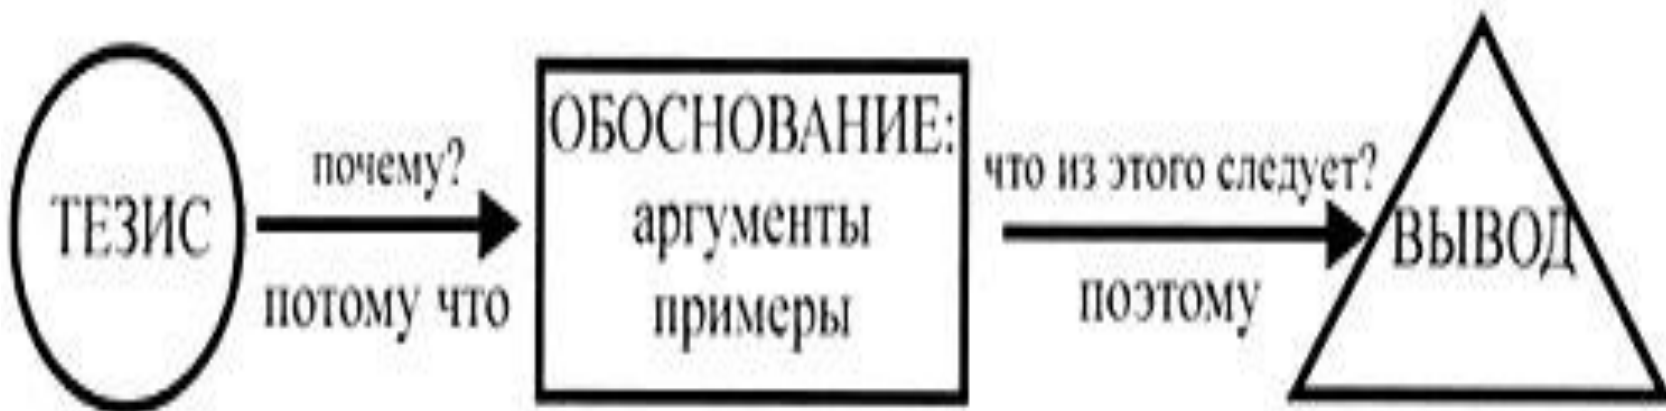 ТЕЗИС
почему?
потому что
ОБОСНОВАНИЕ:
аргументы
примеры
что из этого следует?
поэтому
ВЫВОД